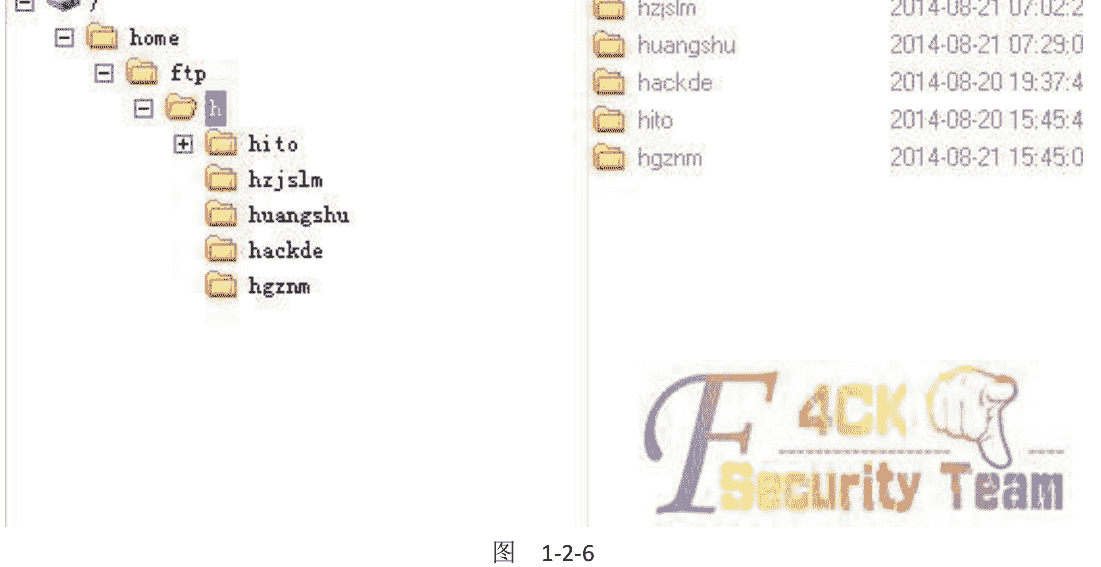 /
home
ftp
h
hito
hzjslm
huangshu
hackde
hgznm
hzjslm 2014-08-21 07:02:2
huangshu 2014-08-21 07:29:0
hackde 2014-08-20 19:37:4
hito 2014-08-20 15:45:4
hgznm 2014-08-21 15:45:0
F4CK
Security Team
图 1-2-6